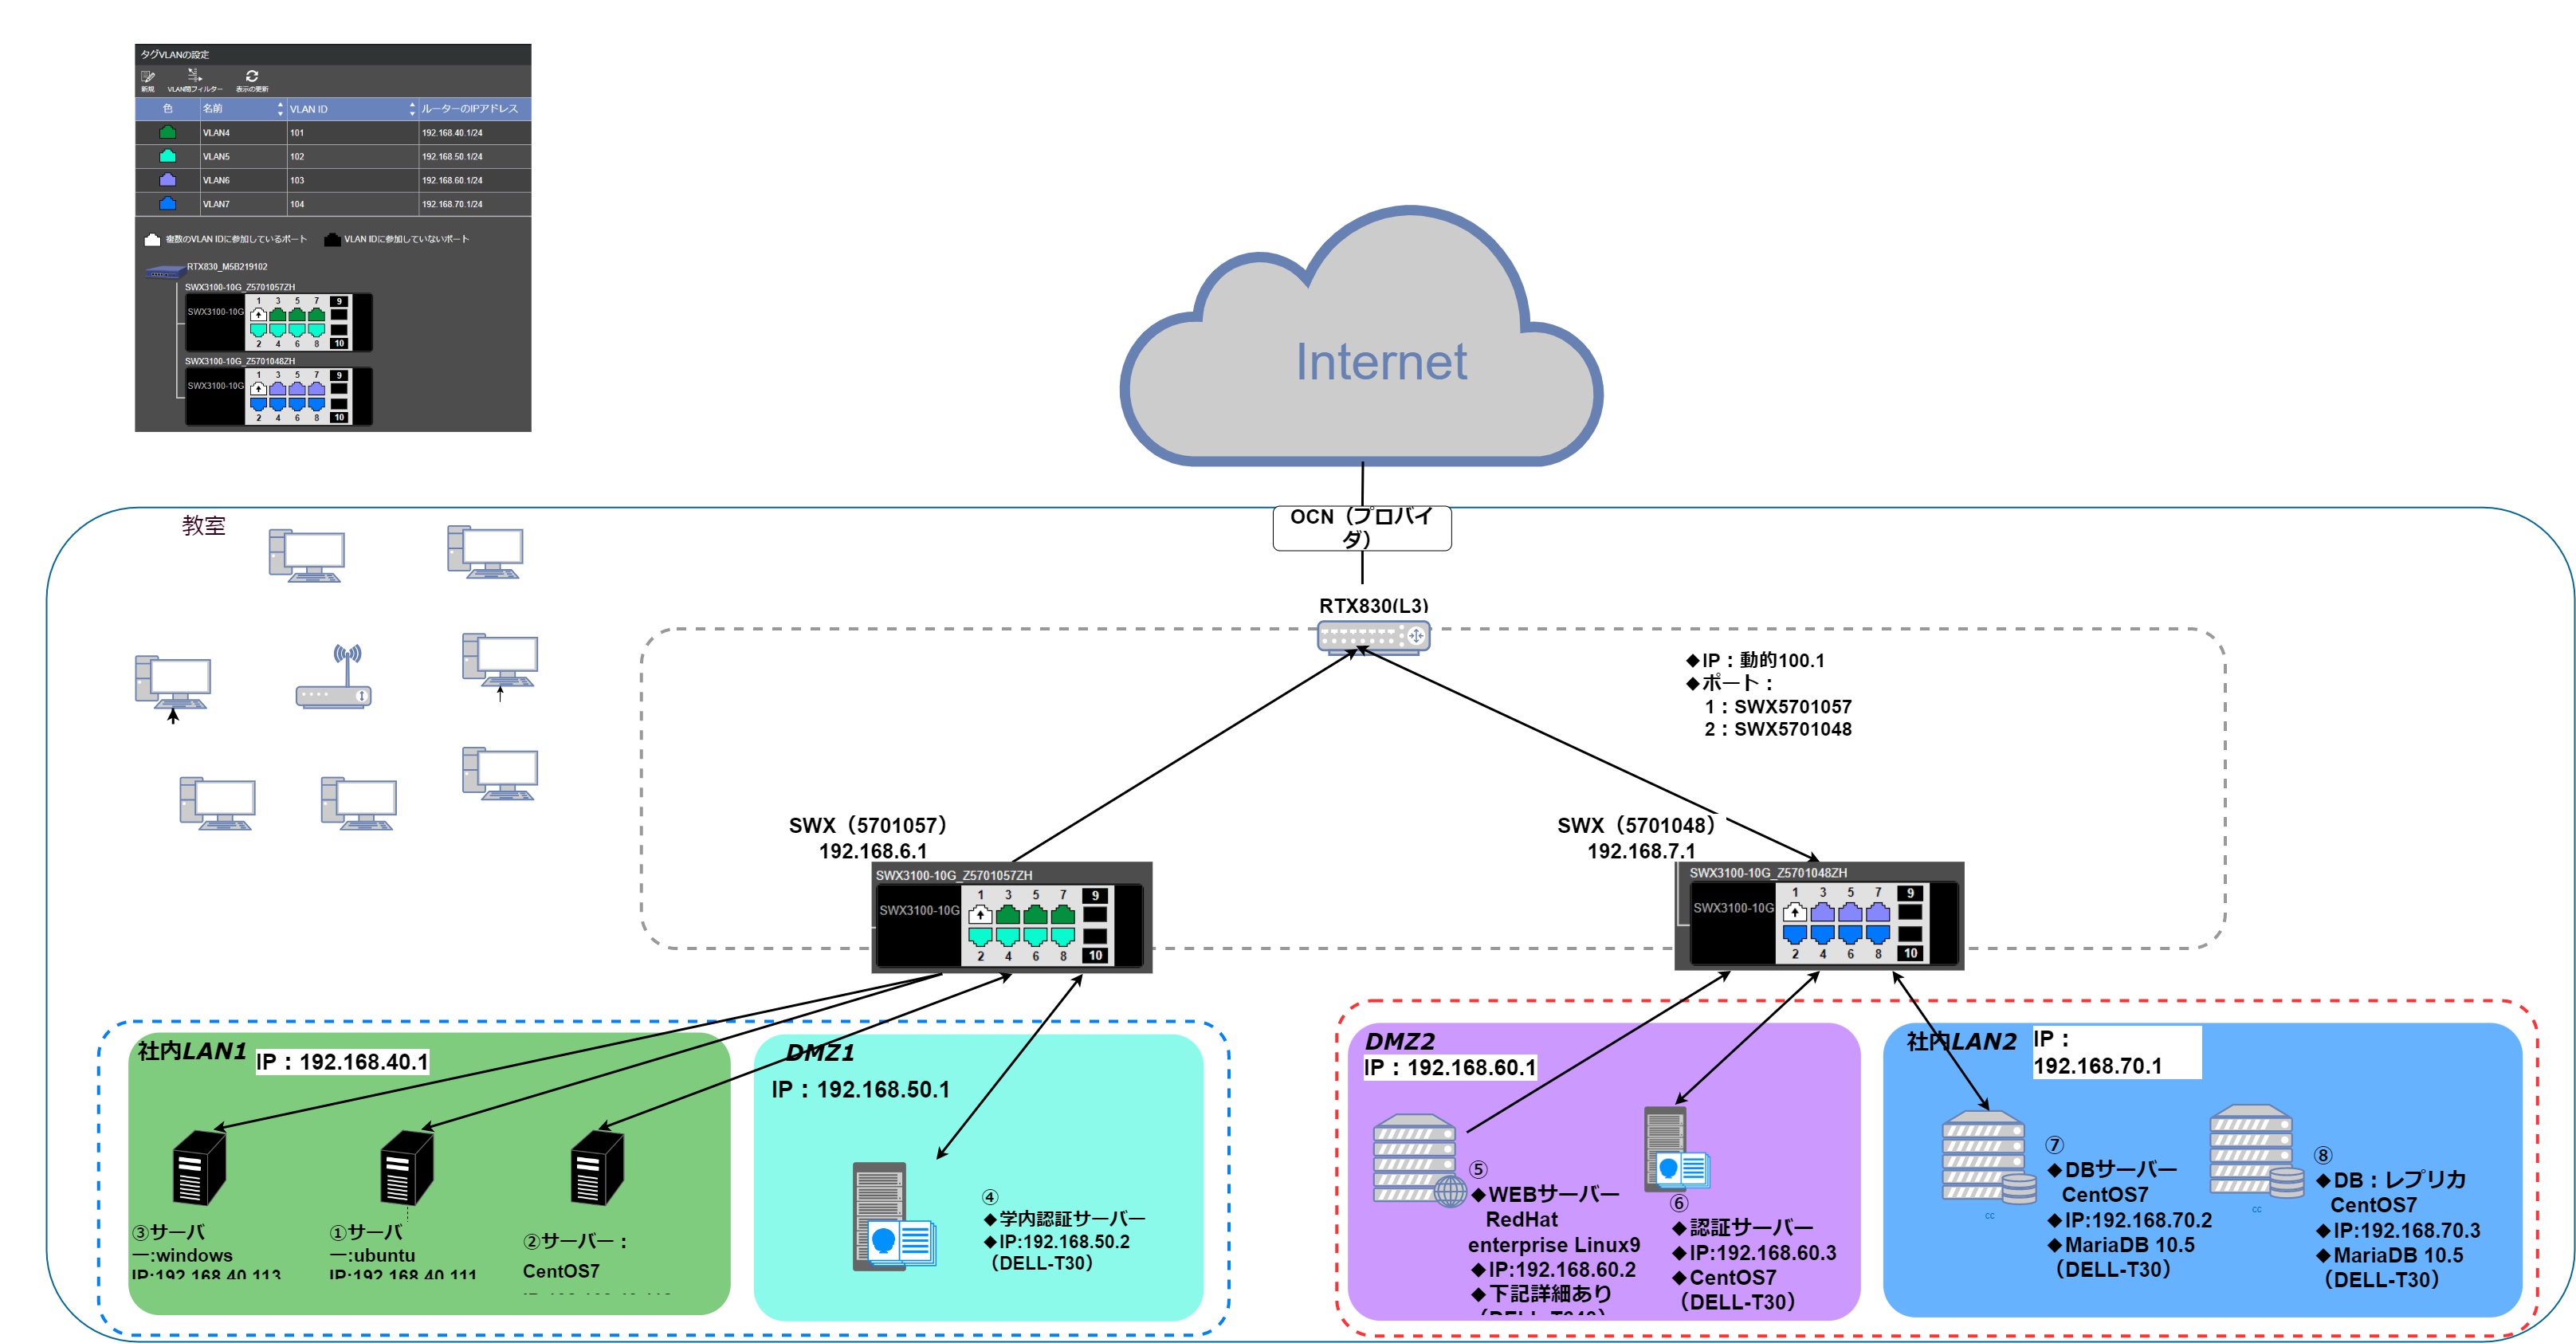 タグVLANの設定
新規 VLAN間フィルター 表示の更新
色 名前 VLAN ID ルーターのIPアドレス
VLAN4 101 192.168.40.1/24
VLAN5 102 192.168.50.1/24
VLAN6 103 192.168.60.1/24
VLAN7 104 192.168.70.1/24
複数のVLAN IDに参加しているポート VLAN IDに参加していないポート
RTX830_M5B219102
SWX3100-10G_Z5701057ZH
1 3 5 7 9
SWX3100-10G
2 4 6 8 10
SWX3100-10G_Z5701048ZH
1 3 5 7 9
SWX3100-10G
2 4 6 8 10
Internet
OCN（プロバイ
ダ）
教室
RTX830(L3)
◆IP：動的100.1
◆ポート：
1：SWX5701057
2：SWX5701048
SWX（5701057）
192.168.6.1
SWX3100-10G_Z5701057ZH
1 3 5 7 9
SWX3100-10G
2 4 6 8 10
SWX（5701048）
192.168.7.1
SWX3100-10G_Z5701048ZH
1 3 5 7 9
SWX3100-10G
2 4 6 8 10
社内LAN1
IP：192.168.40.1
③サーバ
ー:windows
IP:192.168.40.113
①サーバ
ー:ubuntu
IP:192.168.40.111
②サーバー：
CentOS7
DMZ1
IP：192.168.50.1
④
◆学内認証サーバー
◆IP:192.168.50.2
（DELL-T30）
DMZ2
IP：192.168.60.1
⑤
◆WEBサーバー
RedHat
enterprise Linux9
◆IP:192.168.60.2
◆下記詳細あり
⑥
◆認証サーバー
◆IP:192.168.60.3
◆CentOS7
（DELL-T30）
社内LAN2
IP：
192.168.70.1
cc
⑦
◆DBサーバー
CentOS7
◆IP:192.168.70.2
◆MariaDB 10.5
（DELL-T30）
cc
⑧
◆DB：レプリカ
CentOS7
◆IP:192.168.70.3
◆MariaDB 10.5
（DELL-T30）